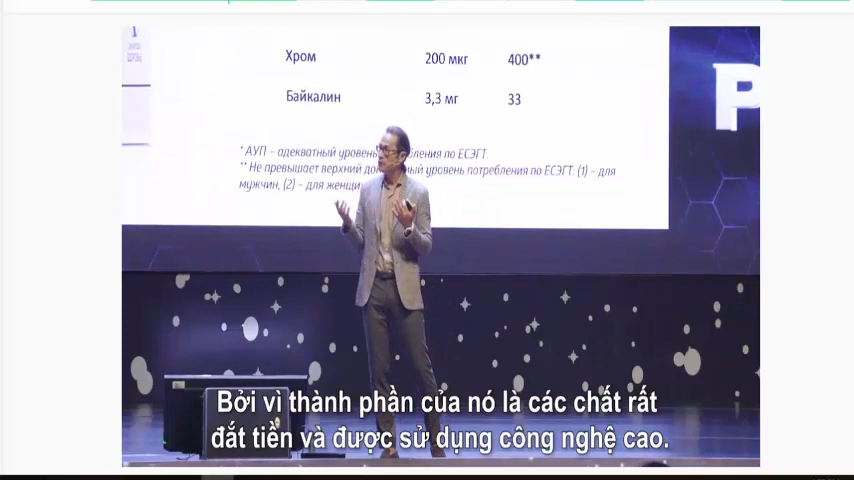 Хром 200 мкг 400**
Байкалин 3,3 мг 33
* АУП – адекватный уровень ления по ЕСЭГТ.
** Не превышает верхний до ый уровень потребления по ЕСЭГТ. (1) – для
мужчин, (2) – для женщи
P
Bởi vì thành phần của nó là các chất rất
đắt tiền và được sử dụng công nghệ cao.